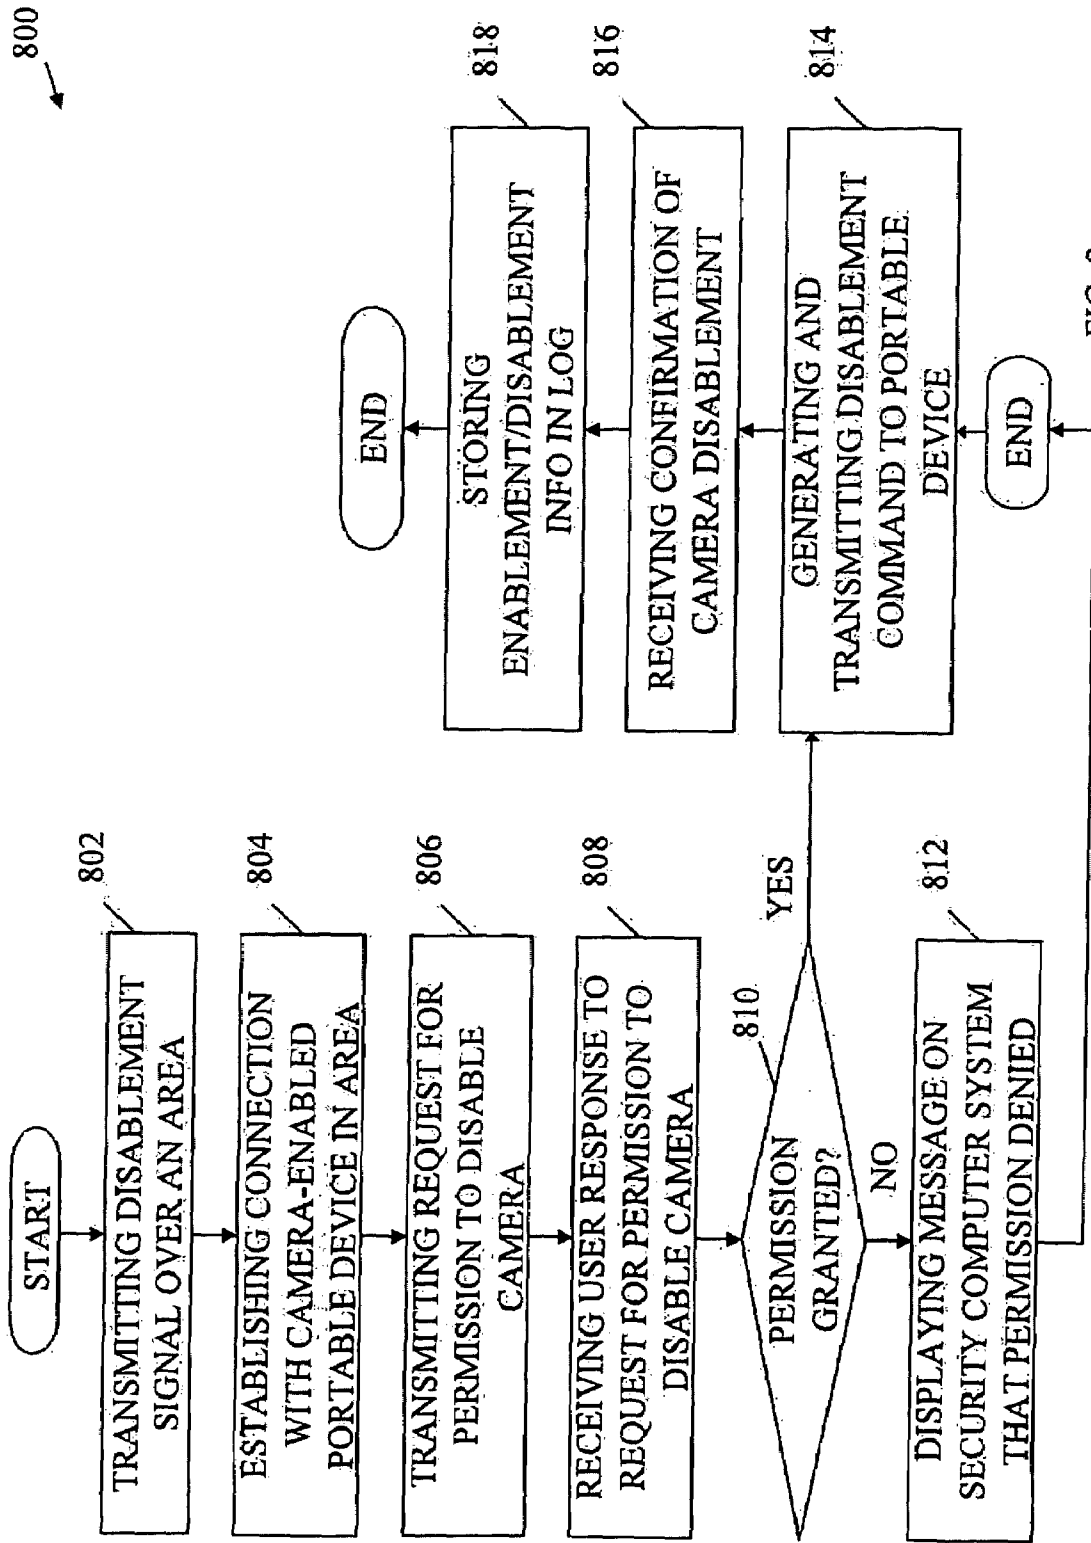 800
START
802
TRANSMITTING DISABLEMENT
SIGNAL OVER AN AREA
804
ESTABLISHING CONNECTION
WITH CAMERA-ENABLED
PORTABLE DEVICE IN AREA
806
TRANSMITTING REQUEST FOR
PERMISSION TO DISABLE
CAMERA
808
RECEIVING USER RESPONSE TO
REQUEST FOR PERMISSION TO
DISABLE CAMERA
810
PERMISSION
GRANTED?
YES
NO
812
DISPLAYING MESSAGE ON
SECURITY COMPUTER SYSTEM
THAT PERMISSION DENIED
END
818
STORING
ENABLEMENT/DISABLEMENT
INFO IN LOG
816
RECEIVING CONFIRMATION OF
CAMERA DISABLEMENT
814
GENERATING AND
TRANSMITTING DISABLEMENT
COMMAND TO PORTABLE
DEVICE
END